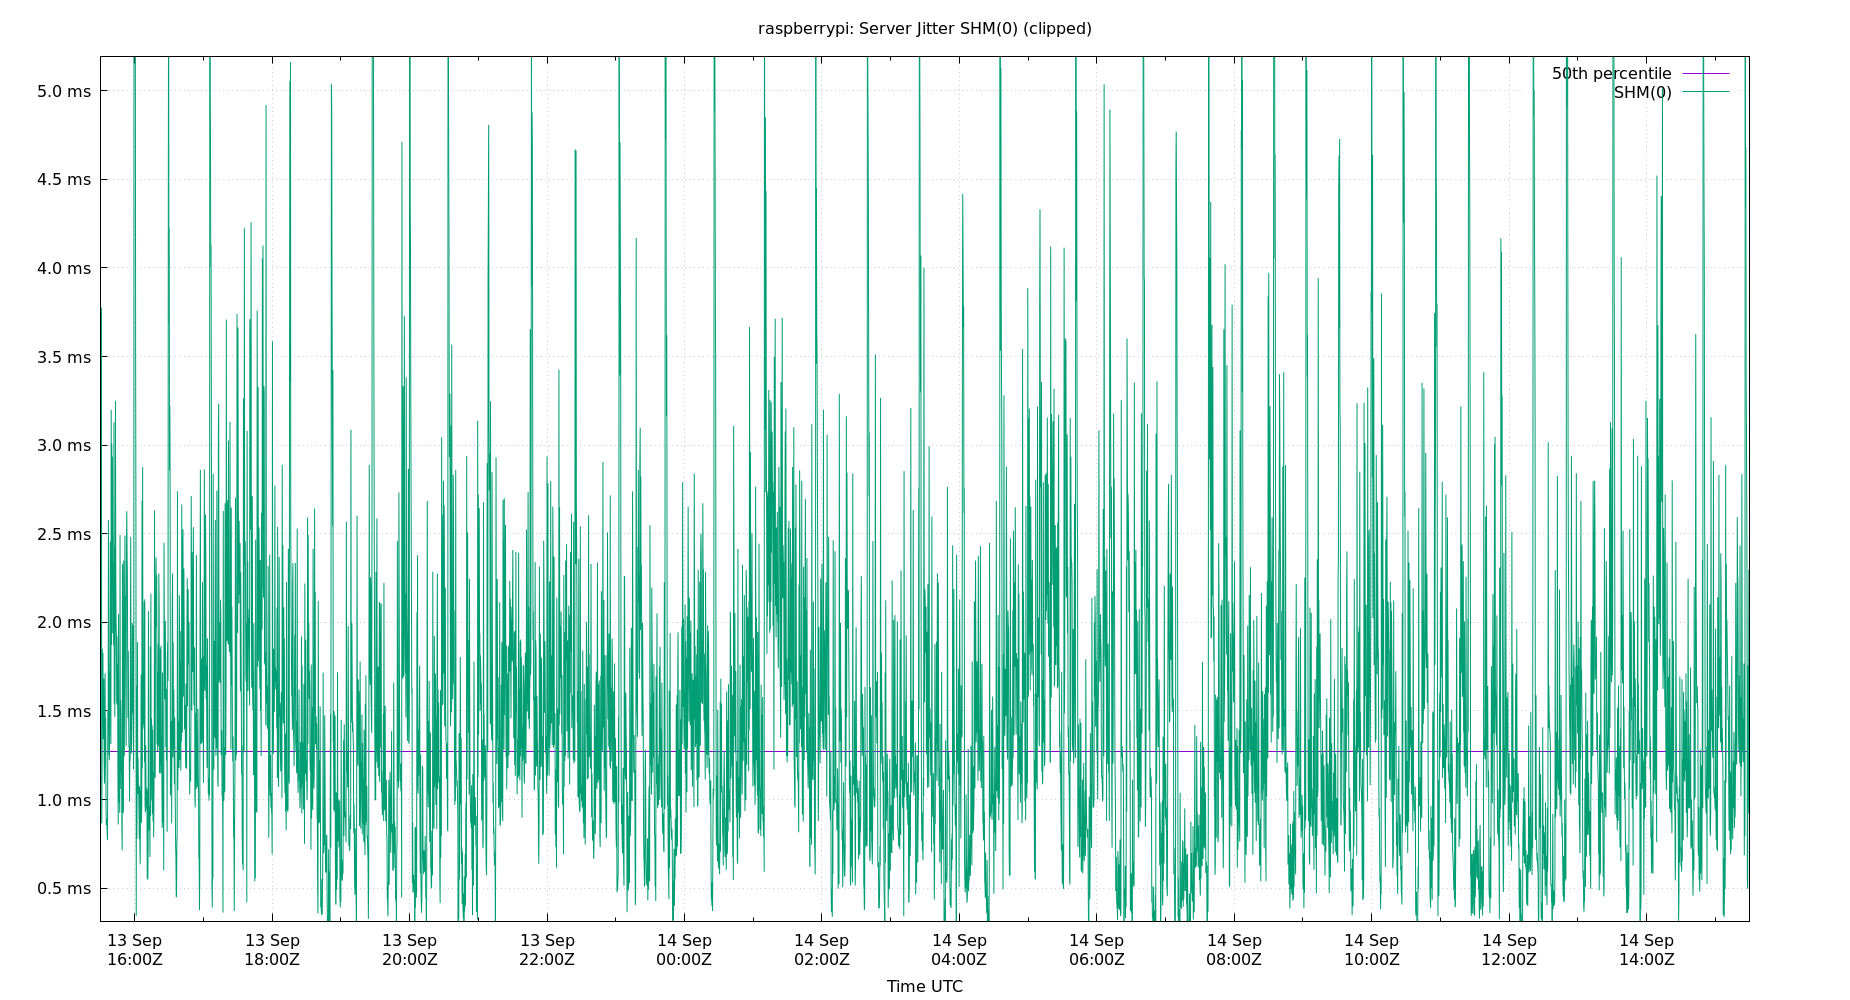 raspberrypi: Server Jitter SHM(0) (clipped)
50th percentile
SHM(0)
5.0 ms
4.5 ms
4.0 ms
3.5 ms
3.0 ms
2.5 ms
2.0 ms
1.5 ms
1.0 ms
0.5 ms
13 Sep 13 Sep 13 Sep 13 Sep 14 Sep 14 Sep 14 Sep 14 Sep 14 Sep 14 Sep 14 Sep 14 Sep
16:00Z 18:00Z 20:00Z 22:00Z 00:00Z 02:00Z 04:00Z 06:00Z 08:00Z 10:00Z 12:00Z 14:00Z
Time UTC